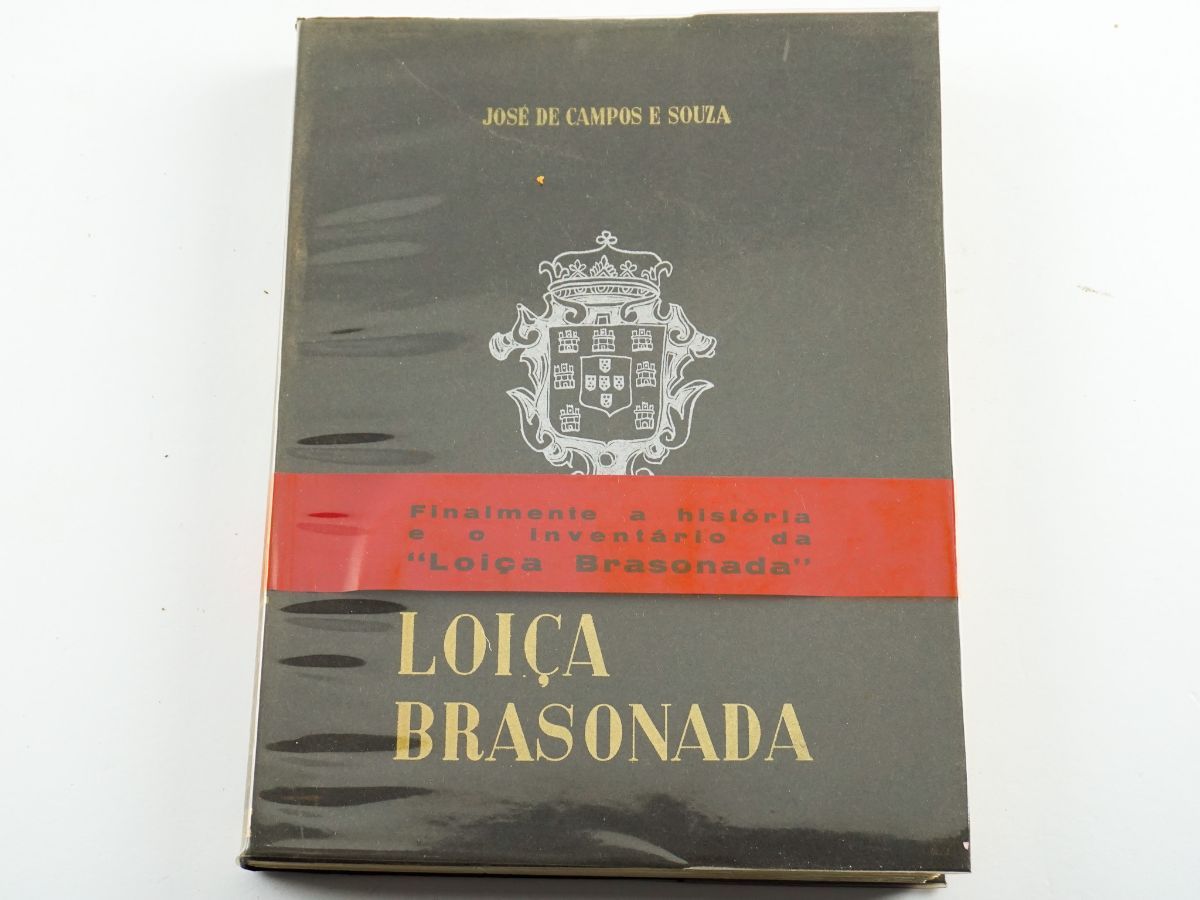 JOSÉ DE CAMPOS E SOUZA
Finalmente a história
e o inventário da
“Loiça Brasonada”
LOIÇA
BRASONADA